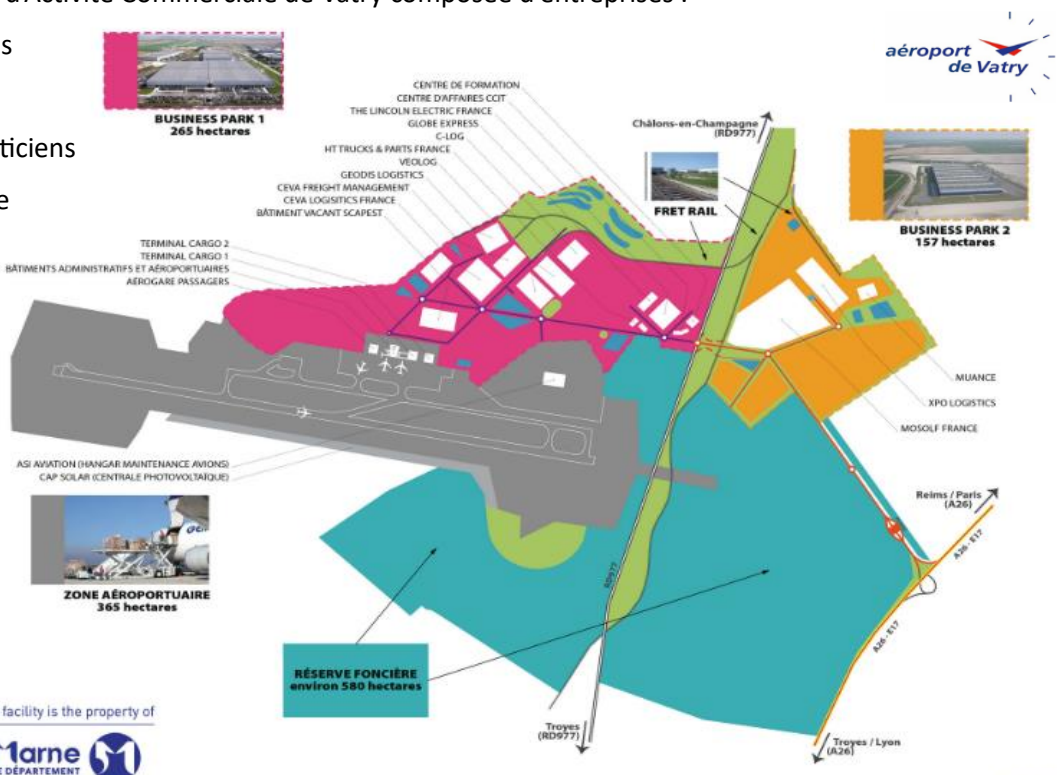 d'Activité Commerciale de Vatry composée d'entreprises :
aéroport
de Vatry
BUSINESS PARK 1
265 hectares
CENTRE DE FORMATION
CENTRE D'AFFAIRES CCIT
THE LINCOLN ELECTRIC FRANCE
GLOBE EXPRESS
C-LOG
HT TRUCKS & PARTS FRANCE
VEOLOG
GEODIS LOGISTICS
CEVA FREIGHT MANAGEMENT
CEVA LOGISITICS FRANCE
BÂTIMENT VACANT SCAPEST
Châlons-en-Champagne
(RD977)
FRET RAIL
BUSINESS PARK 2
157 hectares
ticiens
TERMINAL CARGO 2
TERMINAL CARGO 1
BÂTIMENTS ADMINISTRATIFS ET AÉROPORTUAIRES
AÉROGARE PASSAGERS
MUANCE
XPO LOGISTICS
MOSOLF FRANCE
ASI AVIATION (HANGAR MAINTENANCE AVIONS)
CAP SOLAR (CENTRALE PHOTOVOLTAÏQUE)
Reims / Paris
(A26)
A26 - E17
RD977
ZONE AÉROPORTUAIRE
365 hectares
A26 - E17
RÉSERVE FONCIÈRE
environ 580 hectares
Troyes
(RD977)
Troyes / Lyon
(A26)
facility is the property of
Marne
LE DÉPARTEMENT